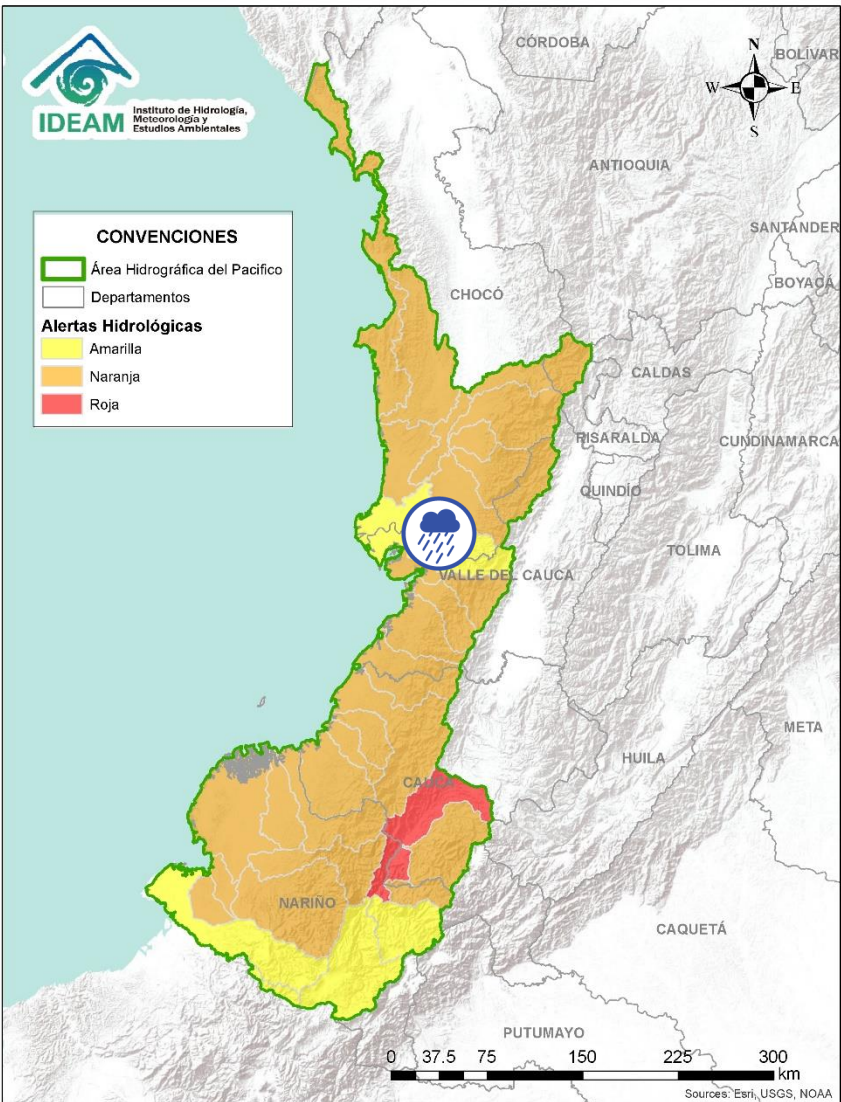 IDEAM
Instituto de Hidrología,
Meteorología y
Estudios Ambientales
N
W
E
S
CÓRDOBA
BOLIVAR
ANTIOQUIA
SANTANDER
BOYACÁ
CHOCÓ
CALDAS
RISARALDA
CUNDINAMARCA
QUINDÍO
TOLIMA
VALLE DEL CAUCA
META
HUILA
CAUCA
NARIÑO
CAQUETÁ
PUTUMAYO
CONVENCIONES
Área Hidrográfica del Pacifico
Departamentos
Alertas Hidrológicas
Amarilla
Naranja
Roja
0 37.5 75 150 225 300
km
Sources: Esri, USGS, NOAA